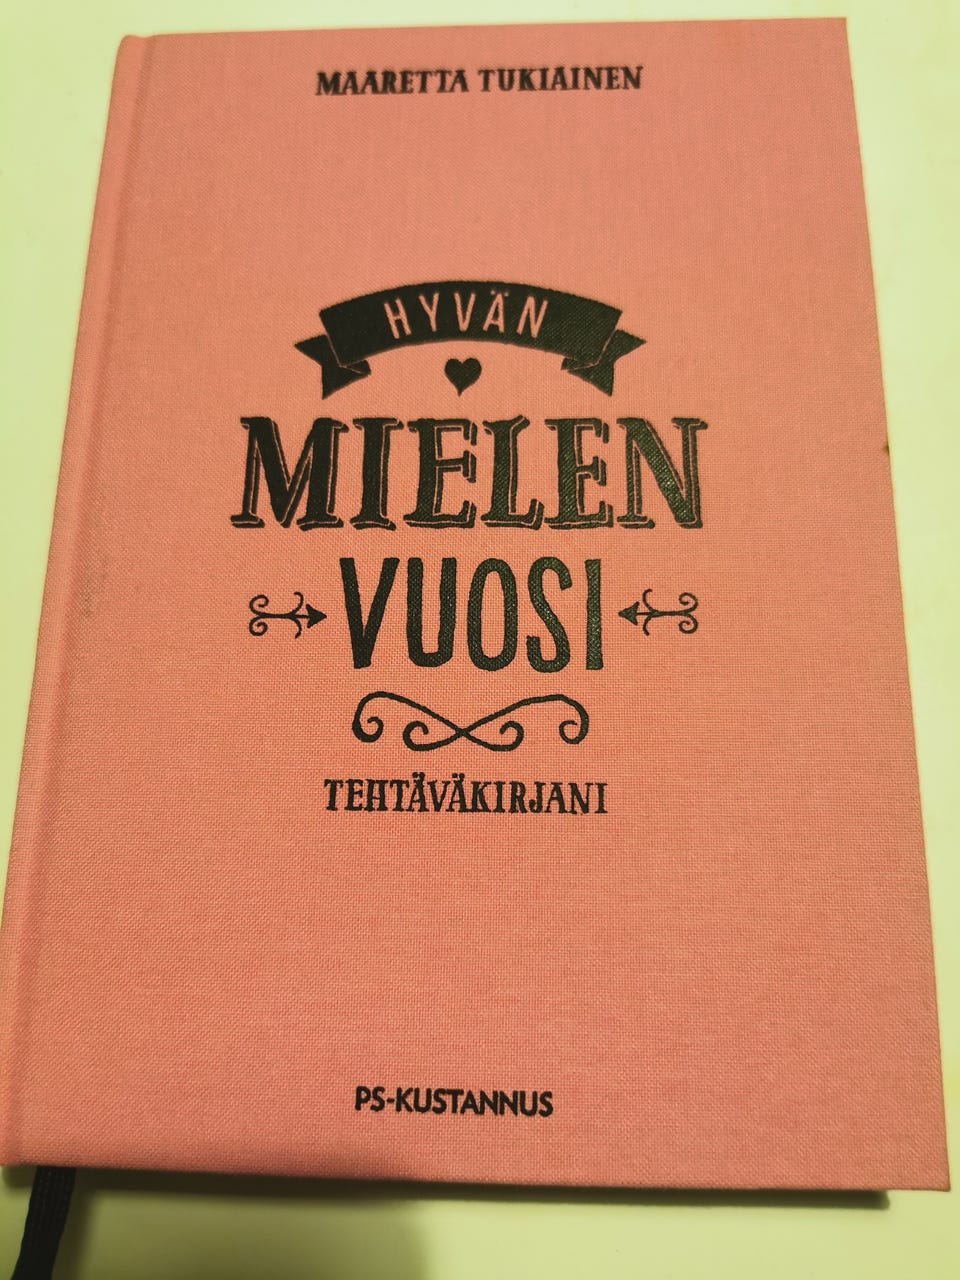 MAARETTA TUKIAINEN
HYVÄN
MIELEN
VUOSI
TEHTÄVÄKIRJANI
PS-KUSTANNUS